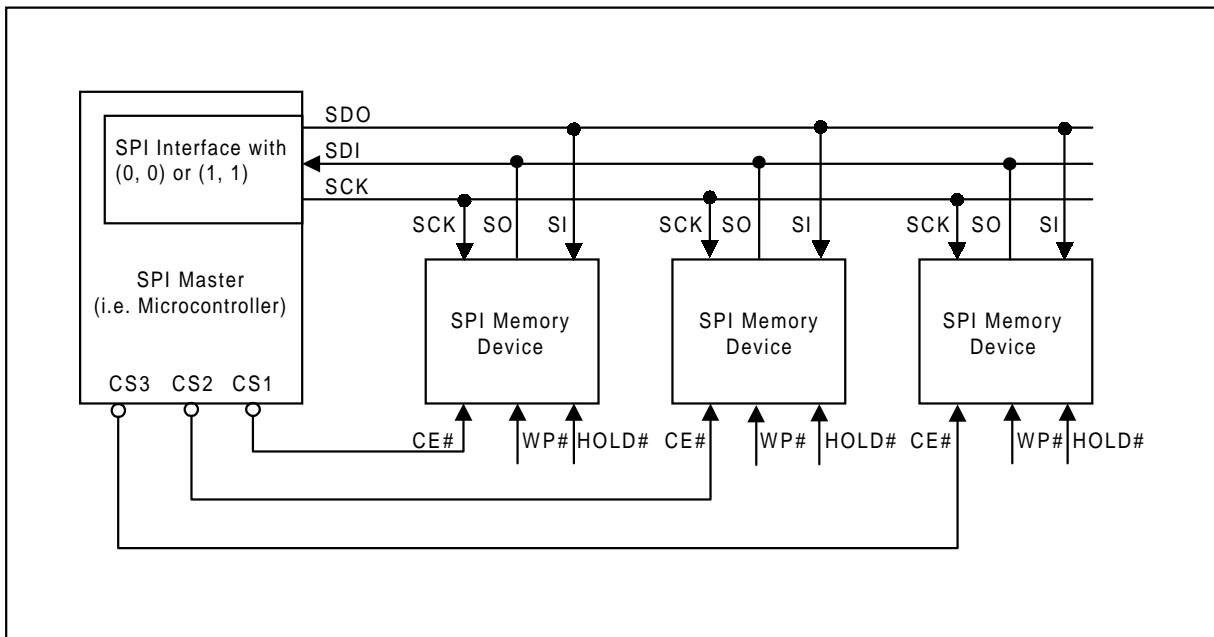 SDO
SPI Interface with
(0, 0) or (1, 1)
SDI
SCK
SCK SO SI
SCK SO SI
SCK SO SI
SPI Master
(i.e. Microcontroller)
SPI Memory
Device
SPI Memory
Device
SPI Memory
Device
CS3 CS2 CS1
CE# WP# HOLD#
CE# WP# HOLD#
CE# WP# HOLD#